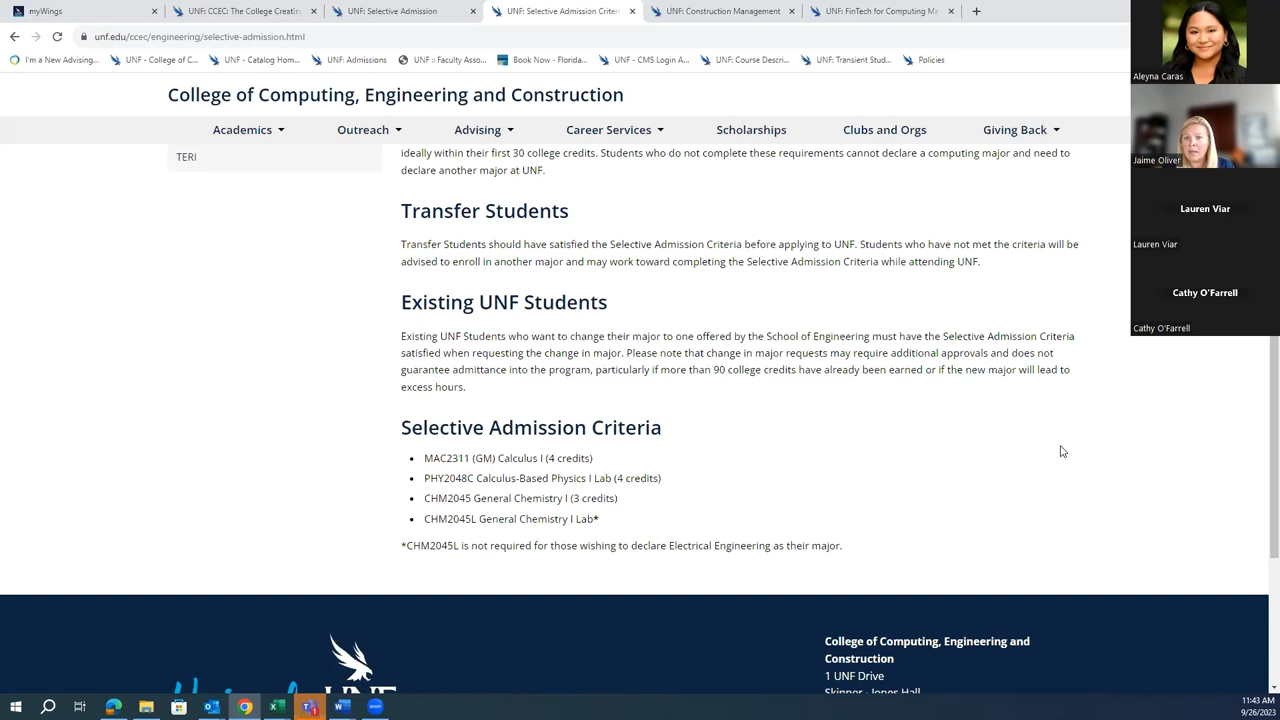 myWings
UNF: CCEC: The College Creatin
UNF: Selective Admission
UNF: Selective Admission Criteri
UNF: Construction Management
UNF: FinTech for Computing Ma
unf.edu/ccec/engineering/selective-admission.html
I'm a New Advising...
UNF - College of C...
UNF - Catalog Hom...
UNF: Admissions
UNF :: Faculty Asso...
Book Now - Florida...
UNF - CMS Login A...
UNF: Course Descri...
UNF: Transient Stud...
Policies
College of Computing, Engineering and Construction
Academics
Outreach
Advising
Career Services
Scholarships
Clubs and Orgs
Giving Back
TERI
ideally within their first 30 college credits. Students who do not complete these requirements cannot declare a computing major and need to
declare another major at UNF.
Transfer Students
Transfer Students should have satisfied the Selective Admission Criteria before applying to UNF. Students who have not met the criteria will be
advised to enroll in another major and may work toward completing the Selective Admission Criteria while attending UNF.
Existing UNF Students
Existing UNF Students who want to change their major to one offered by the School of Engineering must have the Selective Admission Criteria
satisfied when requesting the change in major. Please note that change in major requests may require additional approvals and does not
guarantee admittance into the program, particularly if more than 90 college credits have already been earned or if the new major will lead to
excess hours.
Selective Admission Criteria
• MAC2311 (GM) Calculus I (4 credits)
• PHY2048C Calculus-Based Physics I Lab (4 credits)
• CHM2045 General Chemistry I (3 credits)
• CHM2045L General Chemistry I Lab*
*CHM2045L is not required for those wishing to declare Electrical Engineering as their major.
College of Computing, Engineering and
Construction
1 UNF Drive
Skinner - Jones Hall
UNF
Aleyna Caras
Jaime Oliver
Lauren Viar
Lauren Viar
Cathy O'Farrell
Cathy O'Farrell
11:43 AM
9/26/2023